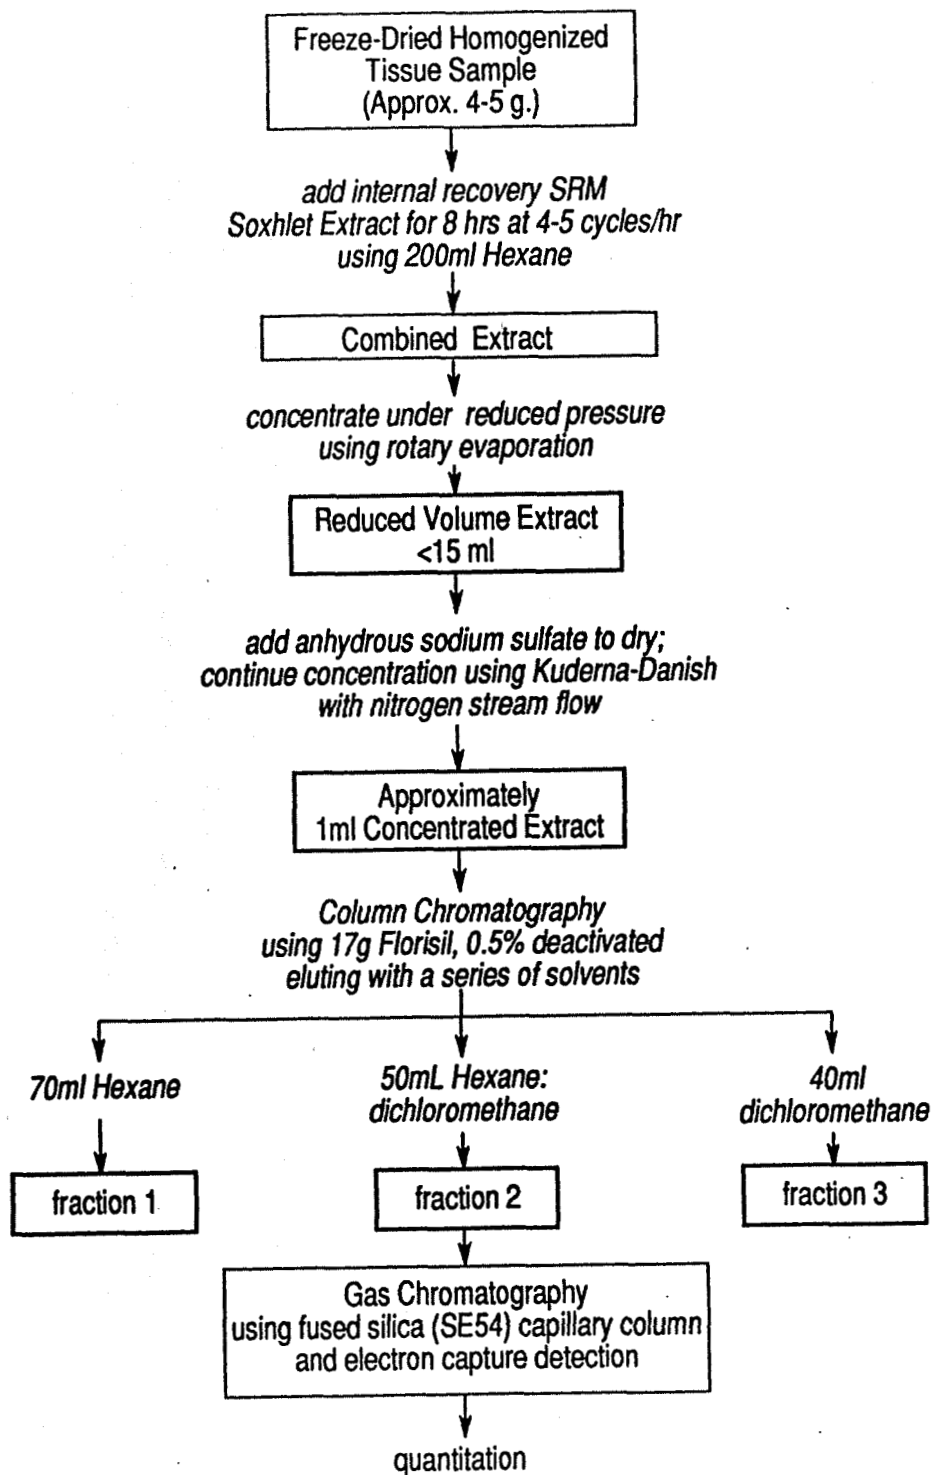 Freeze-Dried Homogenized
Tissue Sample
(Approx. 4-5 g.)
add internal recovery SRM
Soxhlet Extract for 8 hrs at 4-5 cycles/hr
using 200ml Hexane
Combined Extract
concentrate under reduced pressure
using rotary evaporation
Reduced Volume Extract
<15 ml
add anhydrous sodium sulfate to dry;
continue concentration using Kuderna-Danish
with nitrogen stream flow
Approximately
1ml Concentrated Extract
Column Chromatography
using 17g Florisil, 0.5% deactivated
eluting with a series of solvents
70ml Hexane
50mL Hexane:
dichloromethane
40ml
dichloromethane
fraction 1
fraction 2
fraction 3
Gas Chromatography
using fused silica (SE54) capillary column
and electron capture detection
quantitation